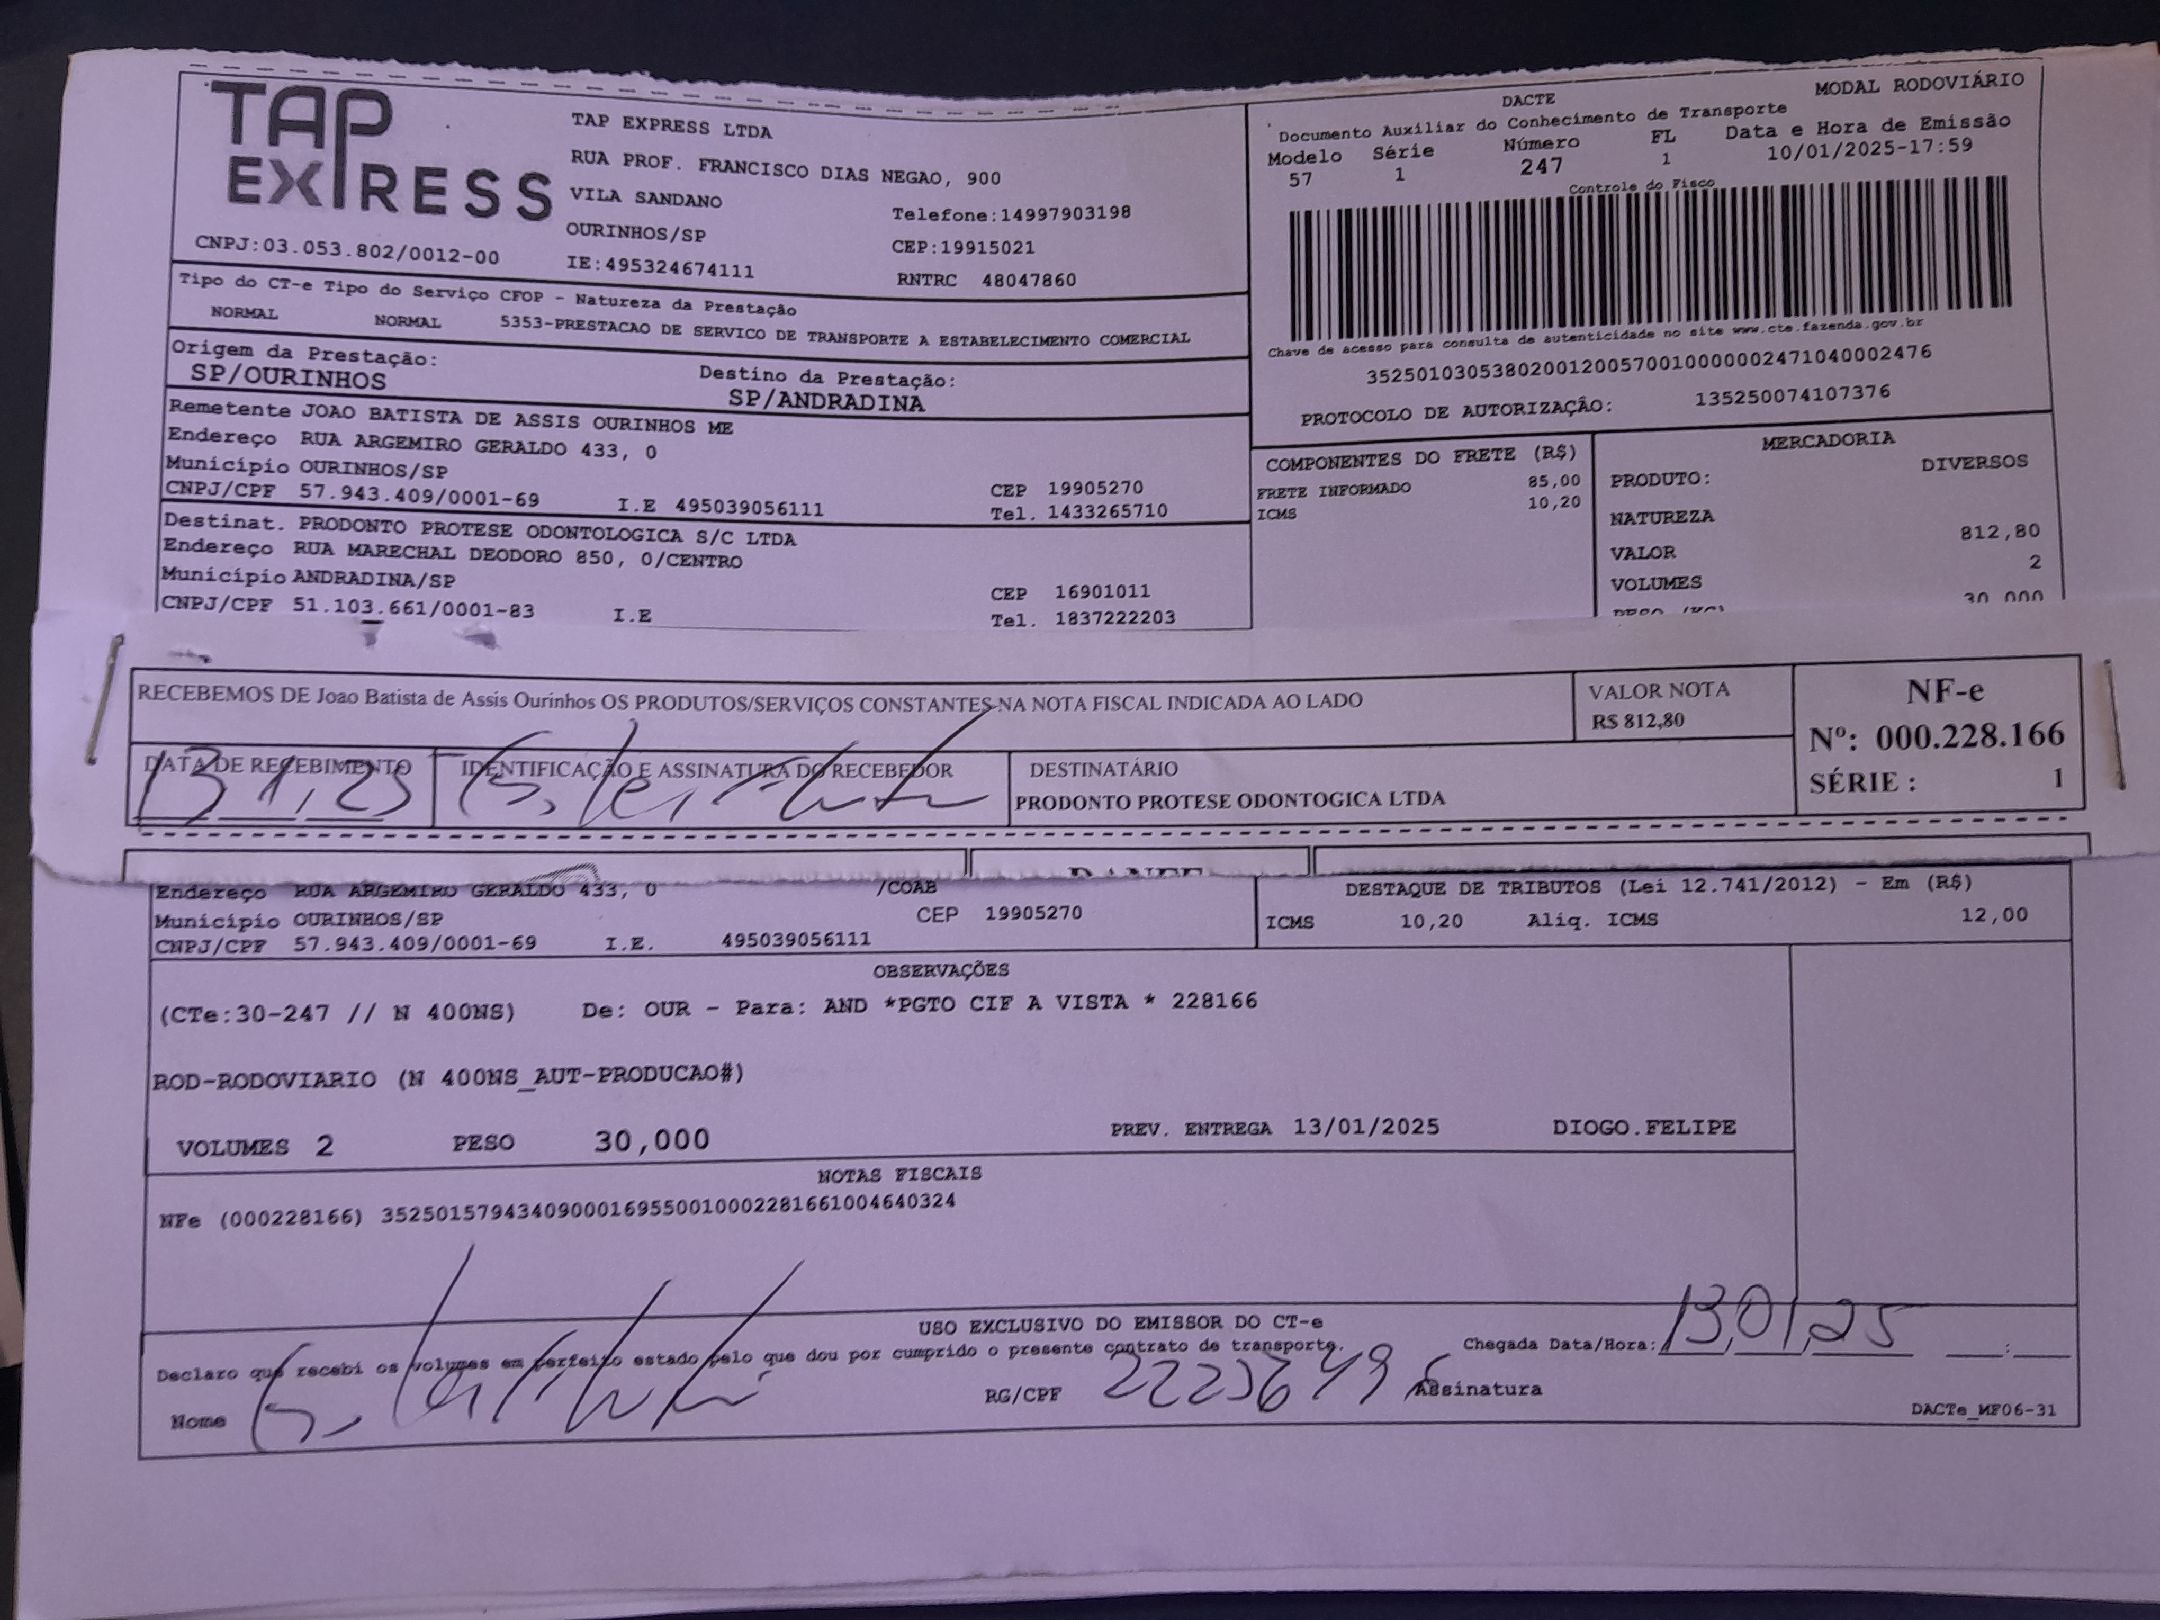 TAP
EXPRESS
CNPJ:03.053.802/0012-00
TAP EXPRESS LTDA
RUA PROF. FRANCISCO DIAS NEGAO, 900
VILA SANDANO
OURINHOS/SP
IE:495324674111
Telefone:14997903198
CEP:19915021
RNTRC 48047860
DACTE
MODAL RODOVIÁRIO
Documento Auxiliar do Conhecimento de Transporte
Modelo Série Número FL Data e Hora de Emissão
57 1 247 1 10/01/2025-17:59
Controle do Fisco
Chave de acesso para consulta de autenticidade no site www.cte.fazenda.gov.br
35250103053802001200570010000002471040002476
PROTOCOLO DE AUTORIZAÇÂO: 135250074107376
Tipo do CT-e Tipo do Serviço CFOP - Natureza da Prestação
NORMAL NORMAL 5353-PRESTACAO DE SERVICO DE TRANSPORTE A ESTABELECIMENTO COMERCIAL
Origem da Prestação: Destino da Prestação:
SP/OURINHOS SP/ANDRADINA
Remetente JOAO BATISTA DE ASSIS OURINHOS ME
Endereço RUA ARGEMIRO GERALDO 433, 0
Município OURINHOS/SP CEP 19905270
CNPJ/CPF 57.943.409/0001-69 I.E 495039056111 Tel. 1433265710
Destinat. PRODONTO PROTESE ODONTOLOGICA S/C LTDA
Endereço RUA MARECHAL DEODORO 850, 0/CENTRO
Município ANDRADINA/SP CEP 16901011
CNPJ/CPF 51.103.661/0001-83 I.E Tel. 1837222203
COMPONENTES DO FRETE (R$)
FRETE INFORMADO 85,00
ICMS 10,20
MERCADORIA
PRODUTO: DIVERSOS
NATUREZA
VALOR 812,80
VOLUMES 2
PESO (KG) 30,000
RECEBEMOS DE Joao Batista de Assis Ourinhos OS PRODUTOS/SERVIÇOS CONSTANTES NA NOTA FISCAL INDICADA AO LADO
VALOR NOTA
R$ 812,80
NF-e
Nº: 000.228.166
SÉRIE : 1
DATA DE RECEBIMENTO
13 1, 25
IDENTIFICAÇÃO E ASSINATURA DO RECEBEDOR
DESTINATÁRIO
PRODONTO PROTESE ODONTOGICA LTDA
DANFE
Endereço RUA ARGEMIRO GERALDO 433, 0 /COAB
Município OURINHOS/SP CEP 19905270
CNPJ/CPF 57.943.409/0001-69 I.E. 495039056111
DESTAQUE DE TRIBUTOS (Lei 12.741/2012) - Em (R$)
ICMS 10,20 Aliq. ICMS 12,00
OBSERVAÇÕES
(CTe:30-247 // N 400NS) De: OUR - Para: AND *PGTO CIF A VISTA * 228166
ROD-RODOVIARIO (N 400NS_AUT-PRODUCAO#)
VOLUMES 2 PESO 30,000 PREV. ENTREGA 13/01/2025 DIOGO.FELIPE
NOTAS FISCAIS
NFe (000228166) 35250157943409000169550010002281661004640324
USO EXCLUSIVO DO EMISSOR DO CT-e
Declaro que recebi os volumes em perfeito estado pelo que dou por cumprido o presente contrato de transporte.
Chegada Data/Hora: 13,01,25 :
Nome
RG/CPF
Assinatura
DACTe_MF06-31